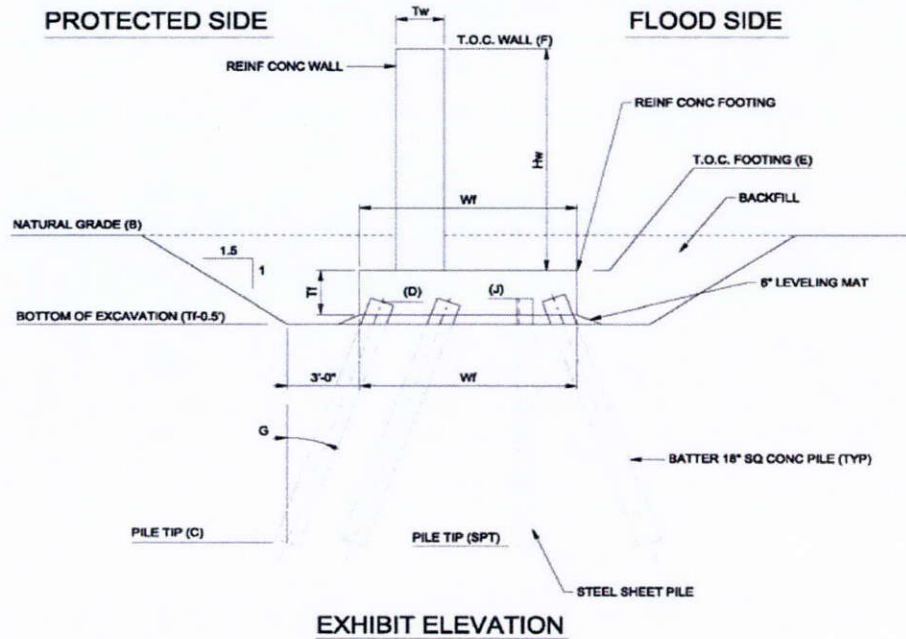 PROTECTED SIDE
Tw
FLOOD SIDE
T.O.C. WALL (F)
REINF CONC WALL
REINF CONC FOOTING
Hw
T.O.C. FOOTING (E)
Wf
BACKFILL
NATURAL GRADE (B)
1.5
1
Tf
(D)
(J)
6" LEVELING MAT
BOTTOM OF EXCAVATION (Tf-0.5')
3'-0"
Wf
G
BATTER 18" SQ CONC PILE (TYP)
PILE TIP (C)
PILE TIP (SPT)
STEEL SHEET PILE
EXHIBIT ELEVATION